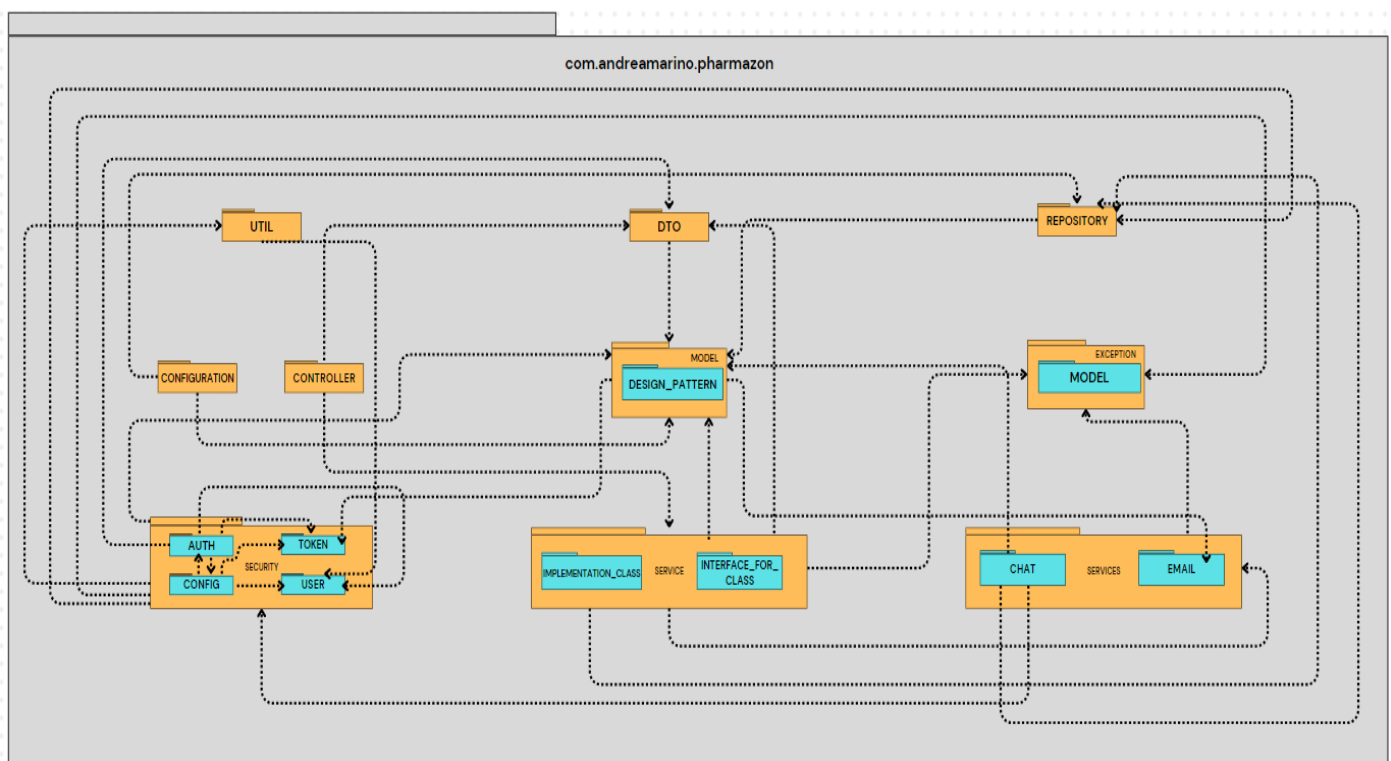 com.andreamarino.pharmazon
UTIL
DTO
REPOSITORY
CONFIGURATION
CONTROLLER
MODEL
DESIGN_PATTERN
EXCEPTION
MODEL
AUTH
TOKEN
SECURITY
CONFIG
USER
IMPLEMENTATION_CLASS
SERVICE
INTERFACE_FOR_
CLASS
CHAT
SERVICES
EMAIL